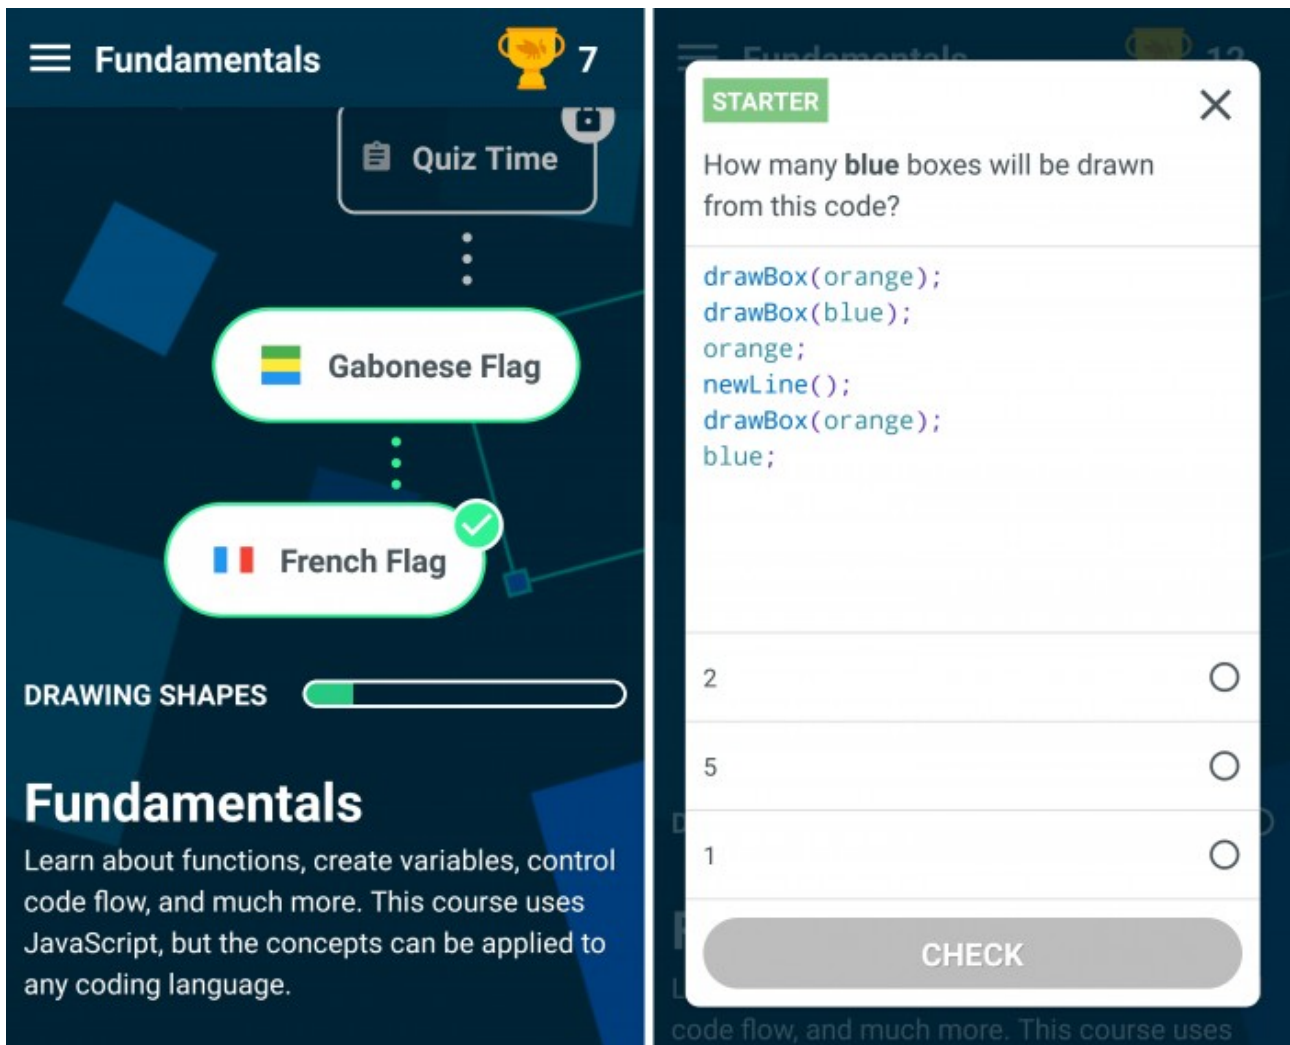 Fundamentals
7
Quiz Time
Gabonese Flag
French Flag
DRAWING SHAPES
Fundamentals
Learn about functions, create variables, control
code flow, and much more. This course uses
JavaScript, but the concepts can be applied to
any coding language.
Fundamentals
12
STARTER
How many blue boxes will be drawn
from this code?
drawBox(orange);
drawBox(blue);
orange;
newLine();
drawBox(orange);
blue;
2
5
1
CHECK
code flow, and much more. This course uses